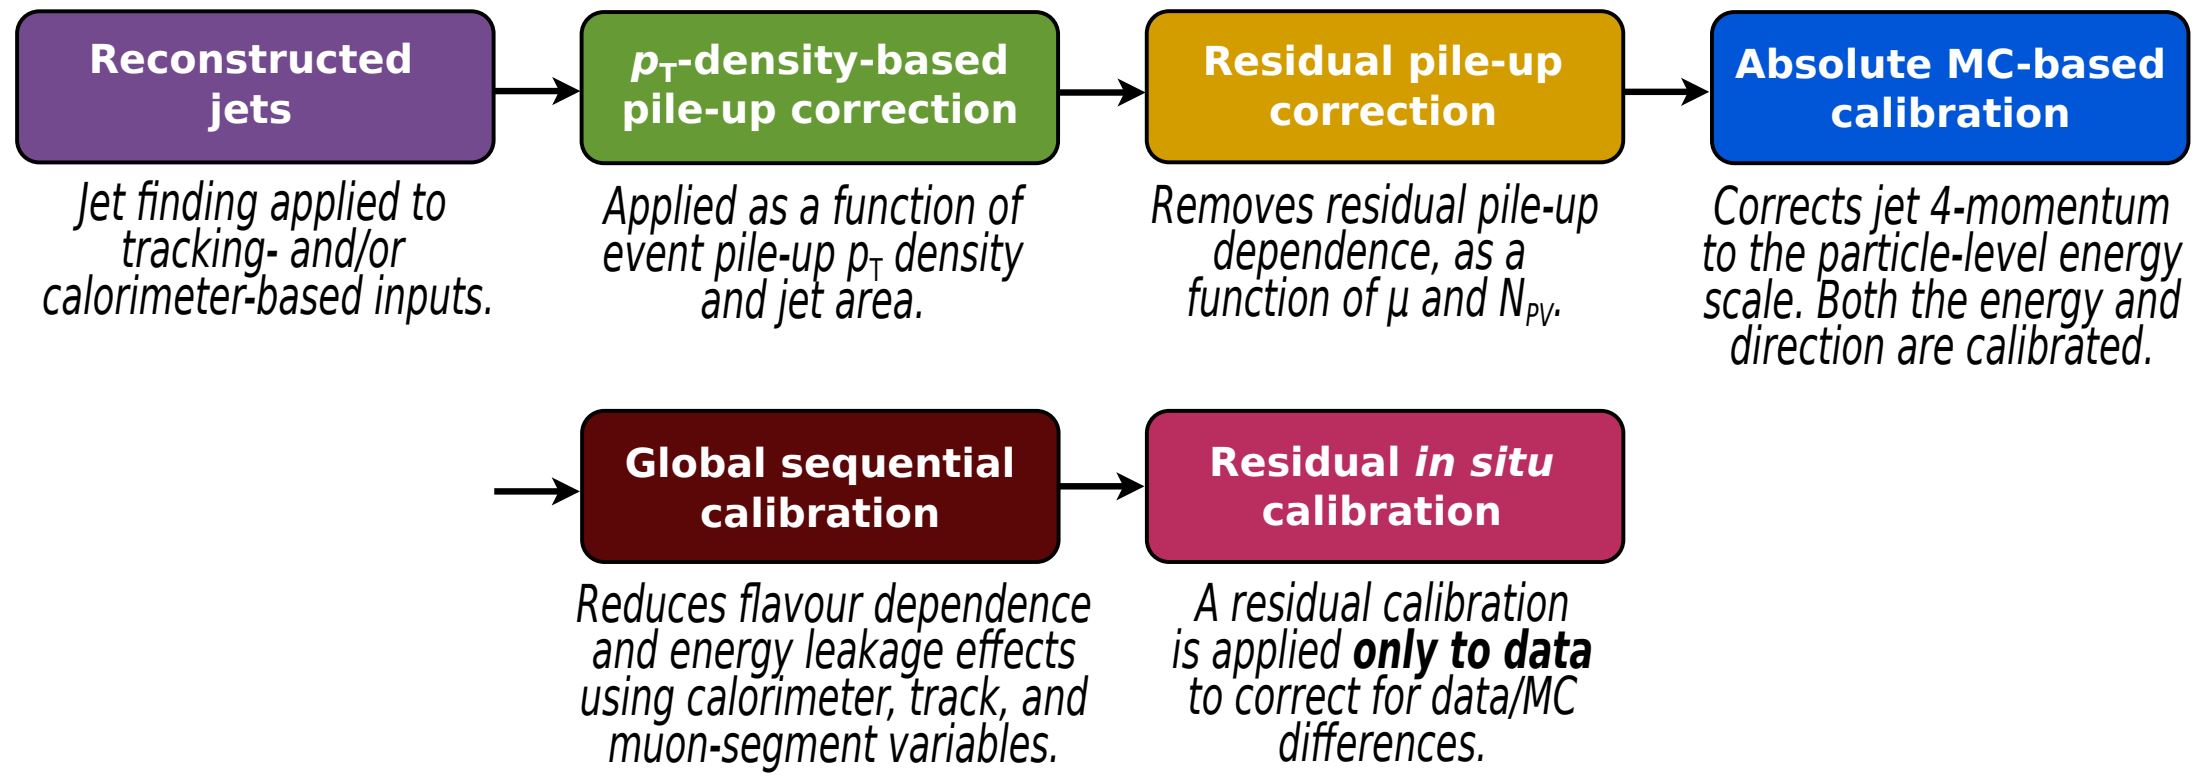 Reconstructed
jets
Jet finding applied to
tracking- and/or
calorimeter-based inputs.
pT-density-based
pile-up correction
Applied as a function of
event pile-up pT density
and jet area.
Residual pile-up
correction
Removes residual pile-up
dependence, as a
function of µ and NPV.
Absolute MC-based
calibration
Corrects jet 4-momentum
to the particle-level energy
scale. Both the energy and
direction are calibrated.
Global sequential
calibration
Reduces flavour dependence
and energy leakage effects
using calorimeter, track, and
muon-segment variables.
Residual in situ
calibration
A residual calibration
is applied only to data
to correct for data/MC
differences.